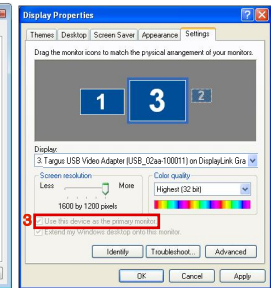 Display Properties
Themes Desktop Screen Saver Appearance Settings
Drag the monitor icons to match the physical arrangement of your monitors.
1 3 2
Display:
3. Targus USB Video Adapter (USB_02aa-100011) on DisplayLink Gra
Screen resolution
Color quality
Less More
Highest (32 bit)
1600 by 1200 pixels
3
Use this device as the primary monitor.
Extend my Windows desktop onto this monitor.
Identify Troubleshoot... Advanced
OK Cancel Apply